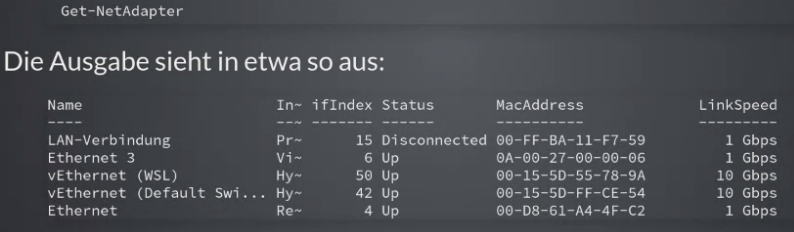 Get-NetAdapter
Die Ausgabe sieht in etwa so aus:
Name In~ ifIndex Status MacAddress LinkSpeed
---- --~ ------- ------ ---------- ---------
LAN-Verbindung Pr~ 15 Disconnected 00-FF-BA-11-F7-59 1 Gbps
Ethernet 3 Vi~ 6 Up 0A-00-27-00-00-06 1 Gbps
vEthernet (WSL) Hy~ 50 Up 00-15-5D-55-78-9A 10 Gbps
vEthernet (Default Swi... Hy~ 42 Up 00-15-5D-FF-CE-54 10 Gbps
Ethernet Re~ 4 Up 00-D8-61-A4-4F-C2 1 Gbps